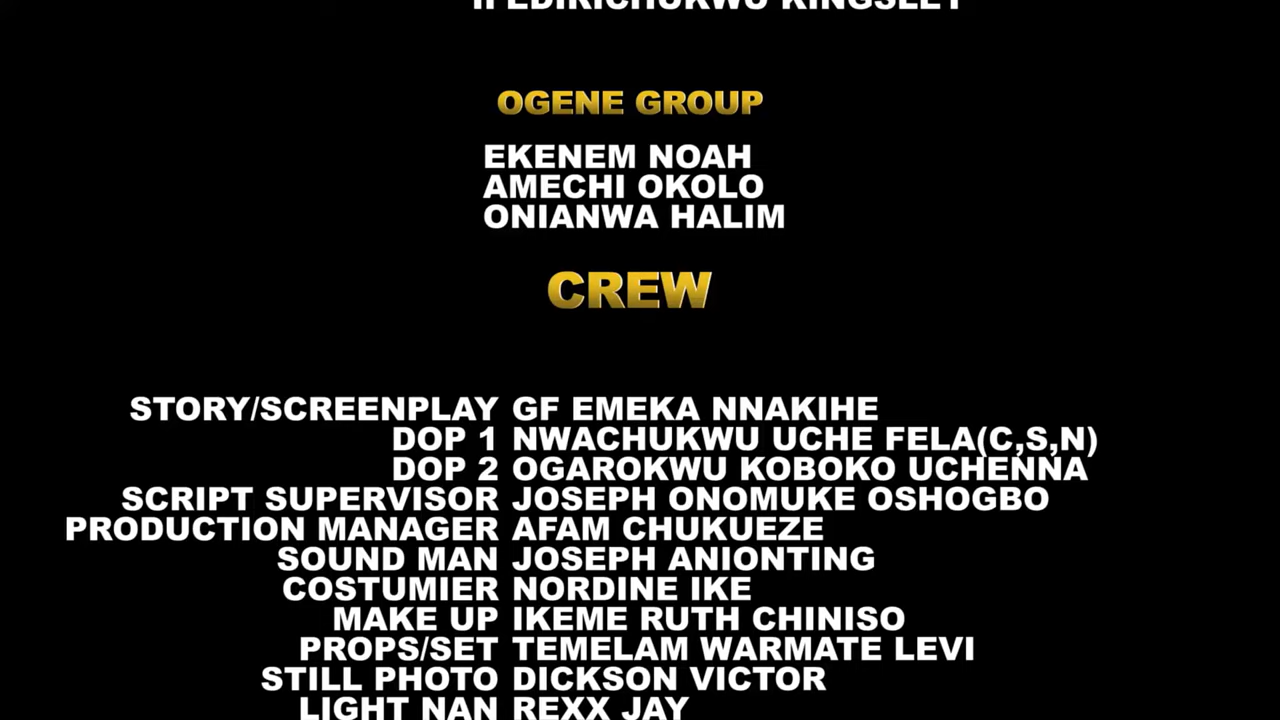 KINGSLEY
OGENE GROUP
EKENEM NOAH
AMECHI OKOLO
ONIANWA HALIM
CREW
STORY/SCREENPLAY GF EMEKA NNAKIHE
DOP 1 NWACHUKWU UCHE FELA(C,S,N)
DOP 2 OGAROKWU KOBOKO UCHENNA
SCRIPT SUPERVISOR JOSEPH ONOMUKE OSHOGBO
PRODUCTION MANAGER AFAM CHUKUEZE
SOUND MAN JOSEPH ANIONTING
COSTUMIER NORDINE IKE
MAKE UP IKEME RUTH CHINISO
PROPS/SET TEMELAM WARMATE LEVI
STILL PHOTO DICKSON VICTOR
LIGHT NAN REXX JAY